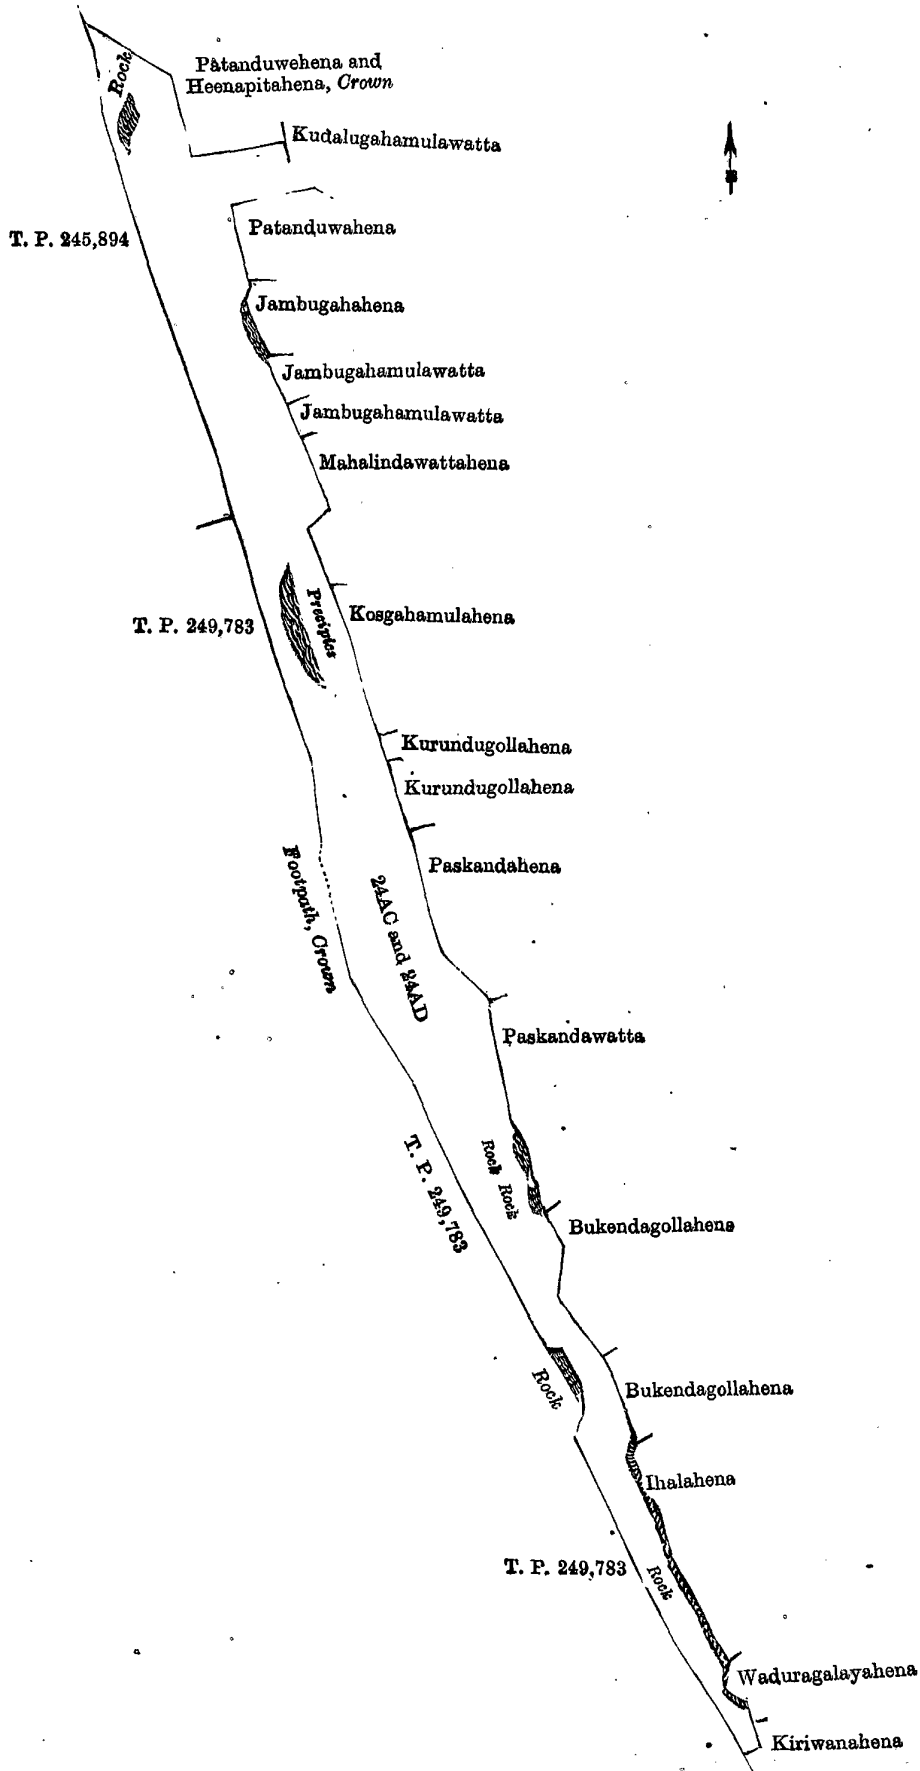 Rock
Patanduwehena and
Heenapitahena, Crown
Kudalugahamulawatta
T. P. 245,894
Patanduwahena
Jambugahahena
Jambugahamulawatta
Jambugahamulawatta
Mahalindawattahena
Precipice
T. P. 249,783
Kosgahamulahena
Kurundugollahena
Kurundugollahena
Paskandahena
Footpath, Crown
24AC and 24AD
Paskandawatta
T. P. 249,783
Rock
Rock
Bukendagollahena
Rock
Bukendagollahena
Ihalahena
T. P. 249,783
Rock
Waduragalayahena
Kiriwanahena